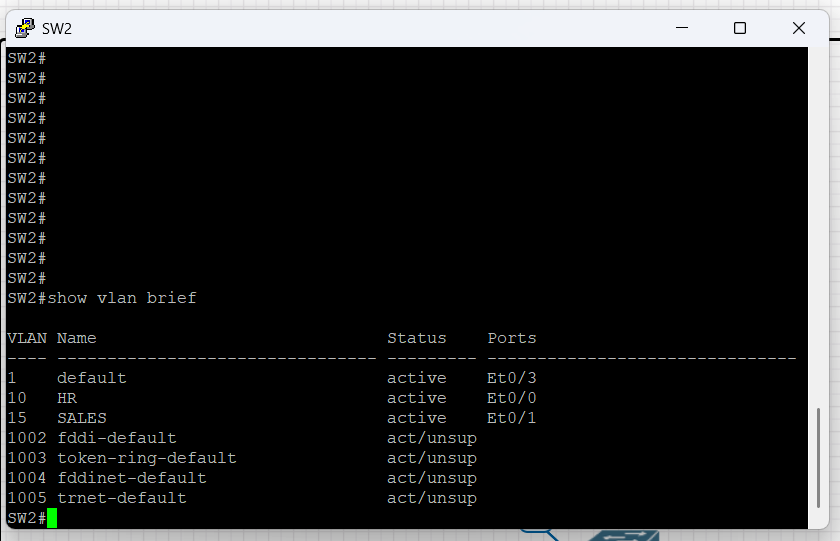 SW2
SW2#
SW2#
SW2#
SW2#
SW2#
SW2#
SW2#
SW2#
SW2#
SW2#
SW2#
SW2#
SW2#show vlan brief
VLAN Name                             Status    Ports
---- -------------------------------- --------- -------------------------------
1    default                          active    Et0/3
10   HR                               active    Et0/0
15   SALES                            active    Et0/1
1002 fddi-default                     act/unsup
1003 token-ring-default               act/unsup
1004 fddinet-default                  act/unsup
1005 trnet-default                    act/unsup
SW2#